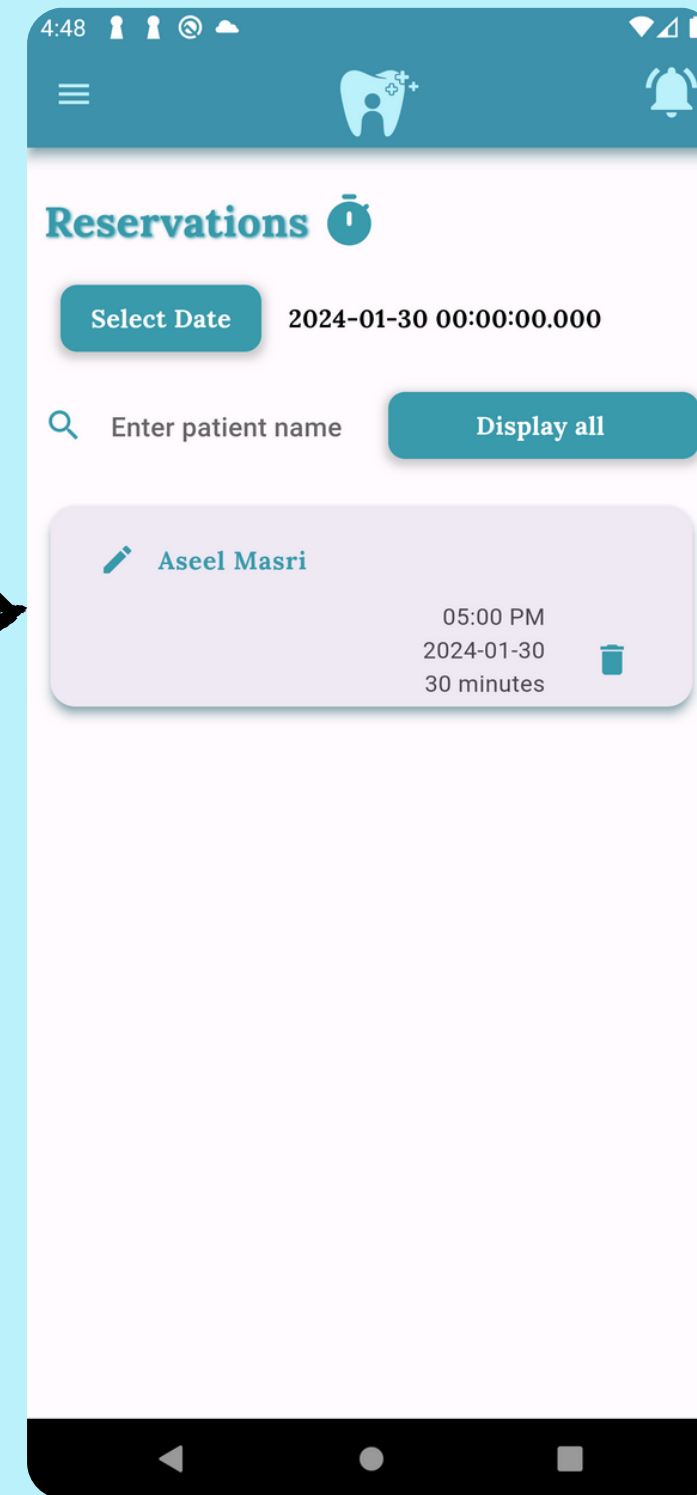 4:48
Reservations
Select Date 2024-01-30 00:00:00.000
Enter patient name Display all
Aseel Masri
05:00 PM
2024-01-30
30 minutes